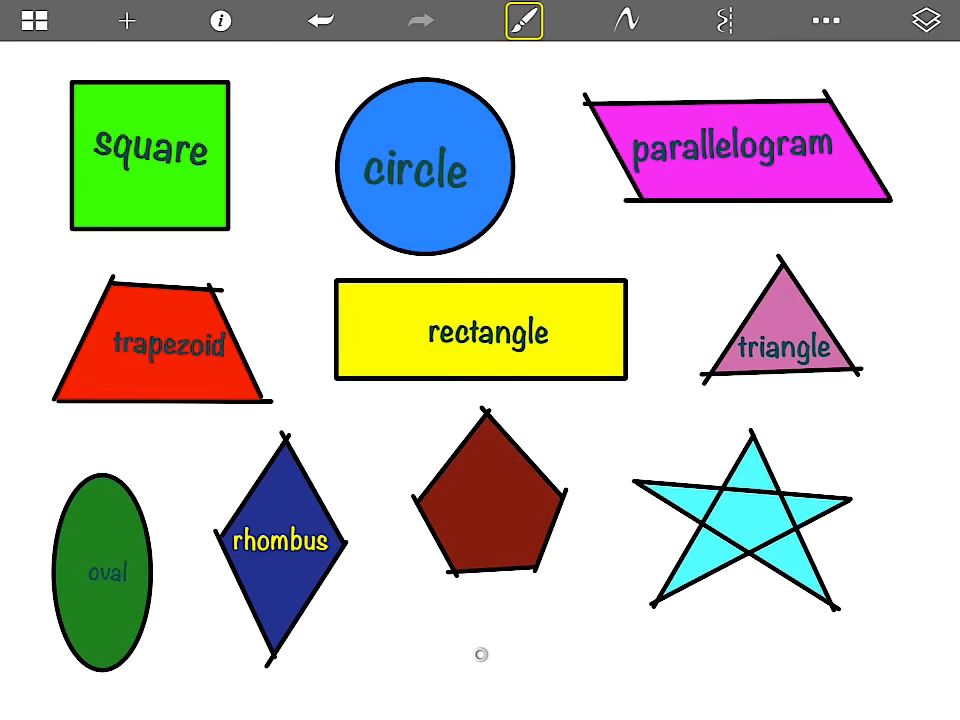 square
circle
parallelogram
trapezoid
rectangle
triangle
oval
rhombus